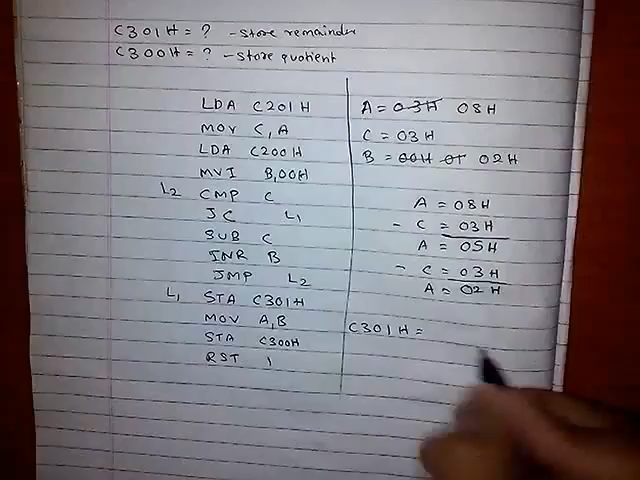 C301H = ? - store remainder
C300H = ? - store quotient
LDA C201H
MOV C, A
LDA C200H
MVI B, 00H
L2 CMP C
JC L1
SUB C
INR B
JMP L2
L1 STA C301H
MOV A, B
STA C300H
RST 1
A = 03H 08H
C = 03H
B = 00H 01 02H
A = 08H
- C = 03H
A = 05H
- C = 03H
A = 02H
C301H =